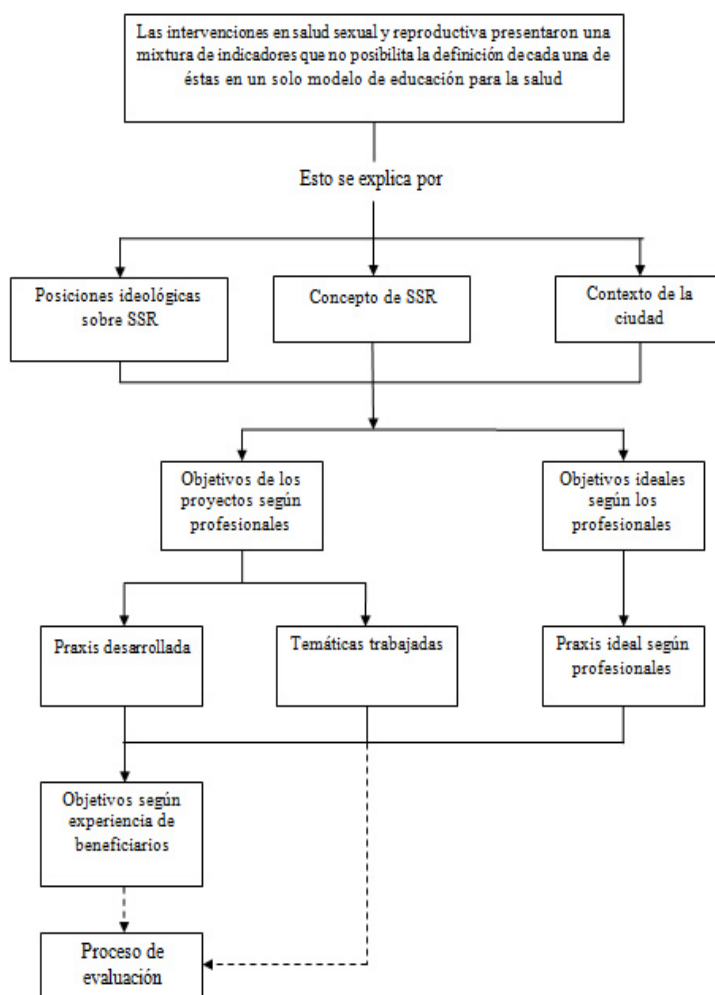 Las intervenciones en salud sexual y reproductiva presentaron una
mixtura de indicadores que no posibilita la definición de cada una de
éstas en un solo modelo de educación para la salud
Esto se explica por
Posiciones ideológicas
sobre SSR
Concepto de SSR
Contexto de la
ciudad
Objetivos de los
proyectos según
profesionales
Objetivos ideales
según los
profesionales
Praxis desarrollada
Temáticas trabajadas
Praxis ideal según
profesionales
Objetivos según
experiencia de
beneficiarios
Proceso de
evaluación